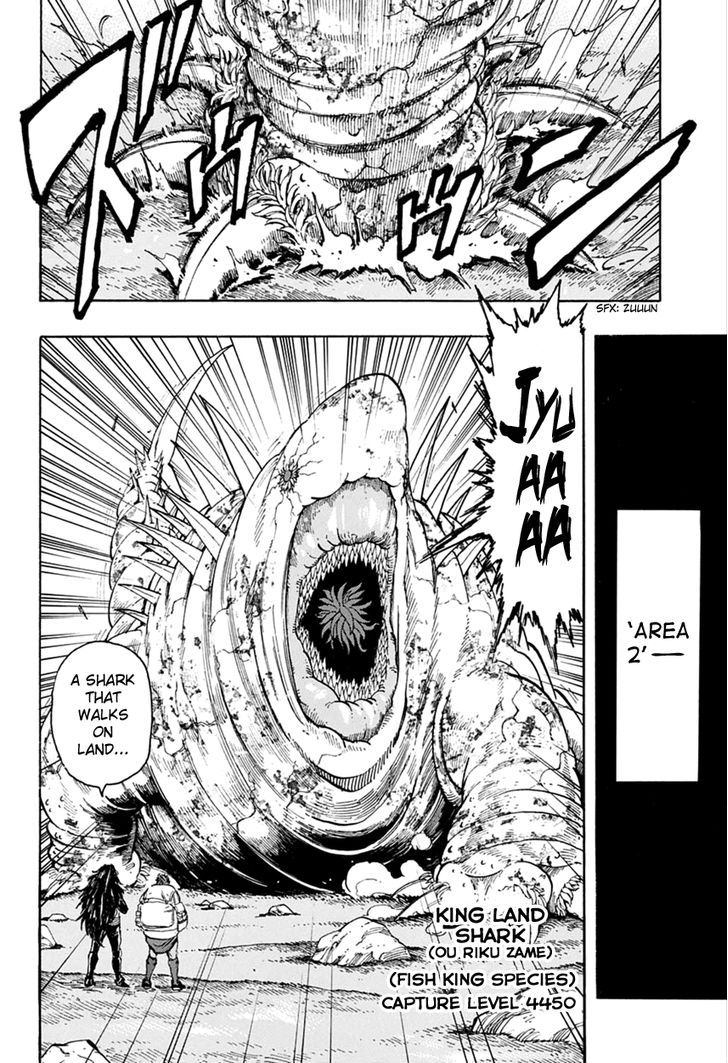 ズゥゥン
SFX: ZUUUN
JYU
AA
AA
'AREA
2'—
A SHARK
THAT
WALKS
ON
LAND...
KING LAND
SHARK
(OU RIKU ZAME)
(FISH KING SPECIES)
CAPTURE LEVEL 4450